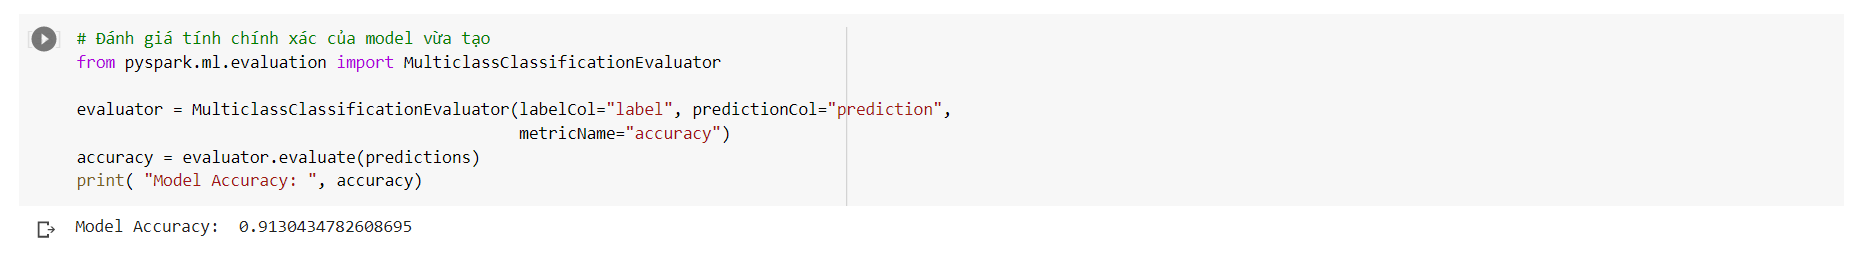 # Đánh giá tính chính xác của model vừa tạo
from pyspark.ml.evaluation import MulticlassClassificationEvaluator
evaluator = MulticlassClassificationEvaluator(labelCol="label", predictionCol="prediction",
metricName="accuracy")
accuracy = evaluator.evaluate(predictions)
print( "Model Accuracy: ", accuracy)
Model Accuracy:  0.9130434782608695